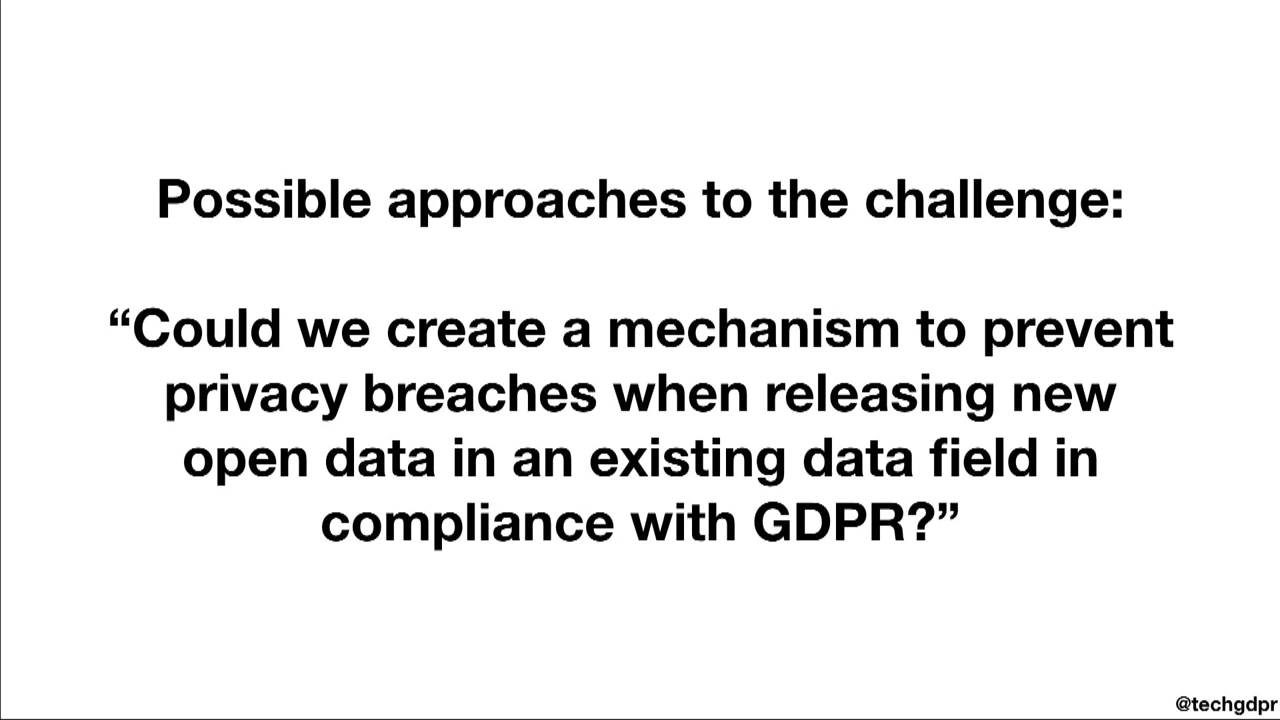 Possible approaches to the challenge:
“Could we create a mechanism to prevent
privacy breaches when releasing new
open data in an existing data field in
compliance with GDPR?”
@techgdpr